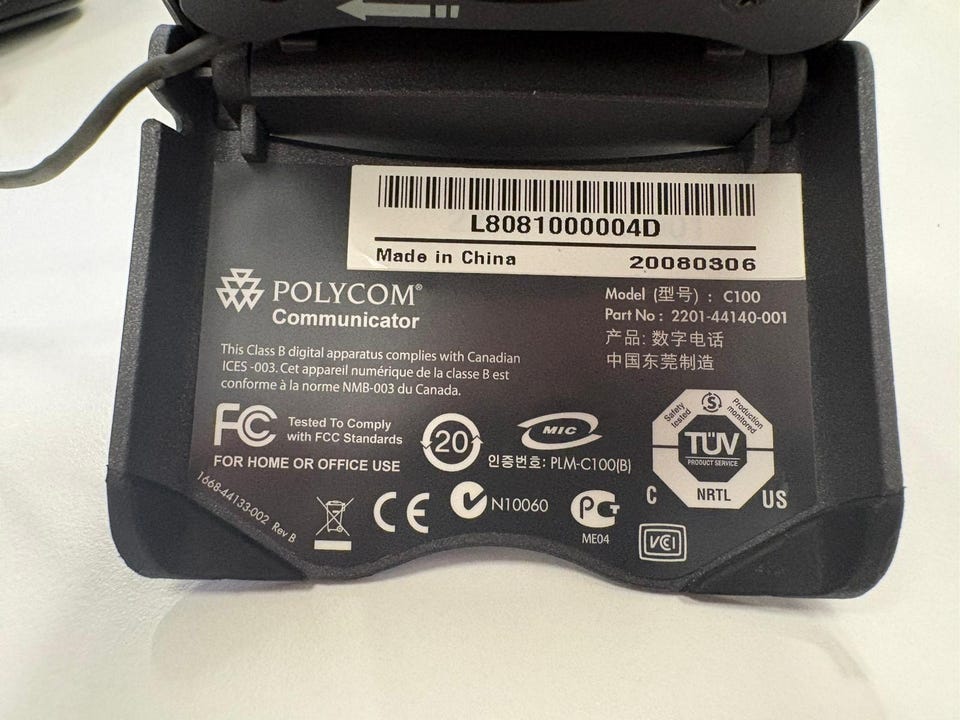 L8081000004D
Made in China 20080306
POLYCOM®
Communicator
Model (型号) : C100
Part No : 2201-44140-001
产品: 数字电话
中国东莞制造
This Class B digital apparatus complies with Canadian
ICES -003. Cet appareil numérique de la classe B est
conforme à la norme NMB-003 du Canada.
FC
Tested To Comply
with FCC Standards
FOR HOME OR OFFICE USE
20
MIC
인증번호: PLM-C100(B)
Safety tested
S
Production monitored
TÜV
PRODUCT SERVICE
C NRTL US
1668-44133-002 Rev B
CE
N10060
РСТ
ME04
VCI